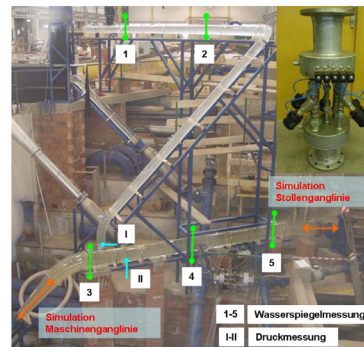 1
2
Simulation
Stollenganglinie
I
II
3
4
5
Simulation
Maschinenganglinie
1-5 Wasserspiegelmessung
I-II Druckmessung